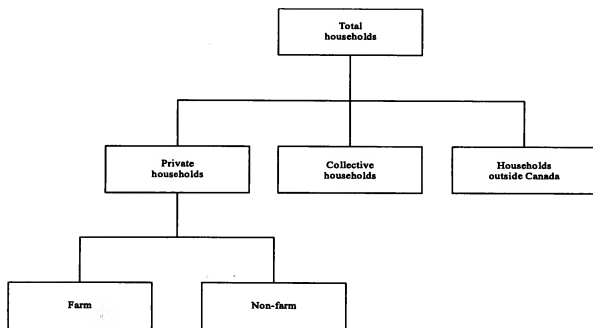 Total
households
Private
households
Collective
households
Households
outside Canada
Farm
Non-farm